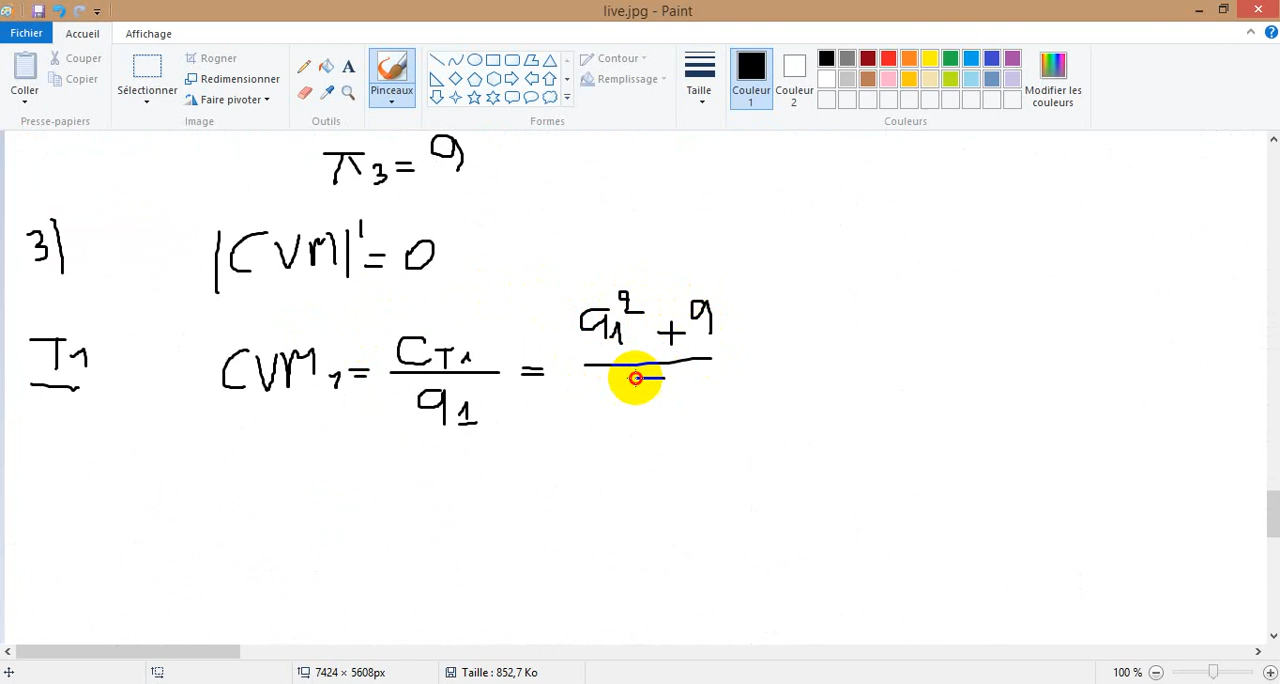 live.jpg - Paint
Fichier Accueil Affichage
Coller Couper Copier Presse-papiers
Sélectionner Rogner Redimensionner Faire pivoter Image
A Outils
Pinceaux
Contour Remplissage Formes
Taille
Couleur 1 Couleur 2 Modifier les couleurs Couleurs
π₃ = 9
3) |CVM|' = 0
T₁ CVM₁ = CT₁ / q₁ = q₁² + 9
7424 × 5608px Taille : 852,7 Ko 100 %